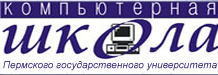 КОМПЬЮТЕРНАЯ
школа
Пермского государственного университета